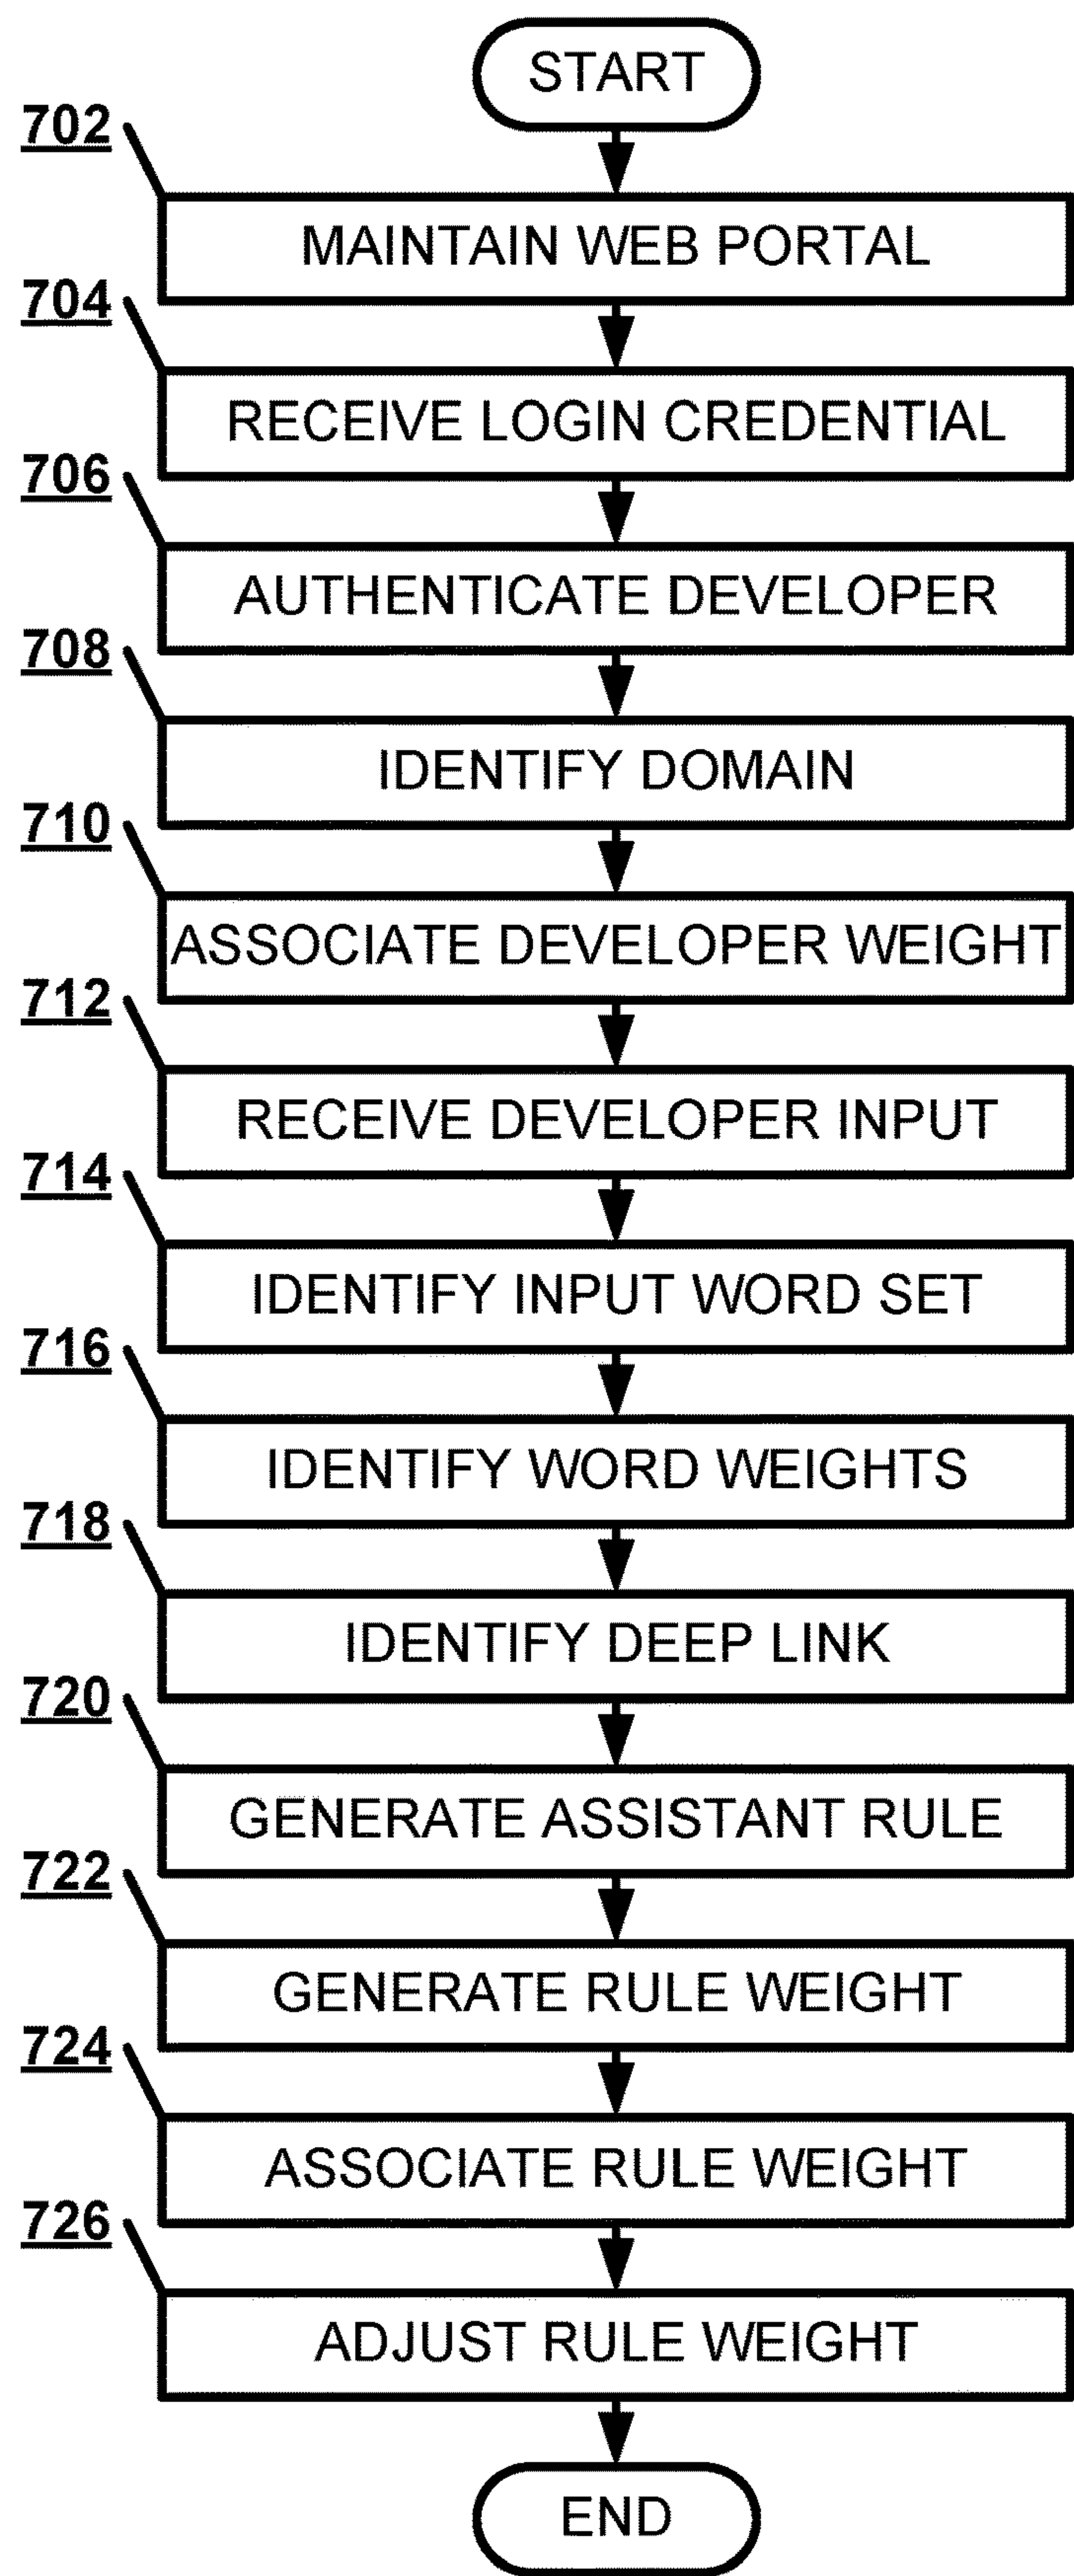 START
702
MAINTAIN WEB PORTAL
704
RECEIVE LOGIN CREDENTIAL
706
AUTHENTICATE DEVELOPER
708
IDENTIFY DOMAIN
710
ASSOCIATE DEVELOPER WEIGHT
712
RECEIVE DEVELOPER INPUT
714
IDENTIFY INPUT WORD SET
716
IDENTIFY WORD WEIGHTS
718
IDENTIFY DEEP LINK
720
GENERATE ASSISTANT RULE
722
GENERATE RULE WEIGHT
724
ASSOCIATE RULE WEIGHT
726
ADJUST RULE WEIGHT
END